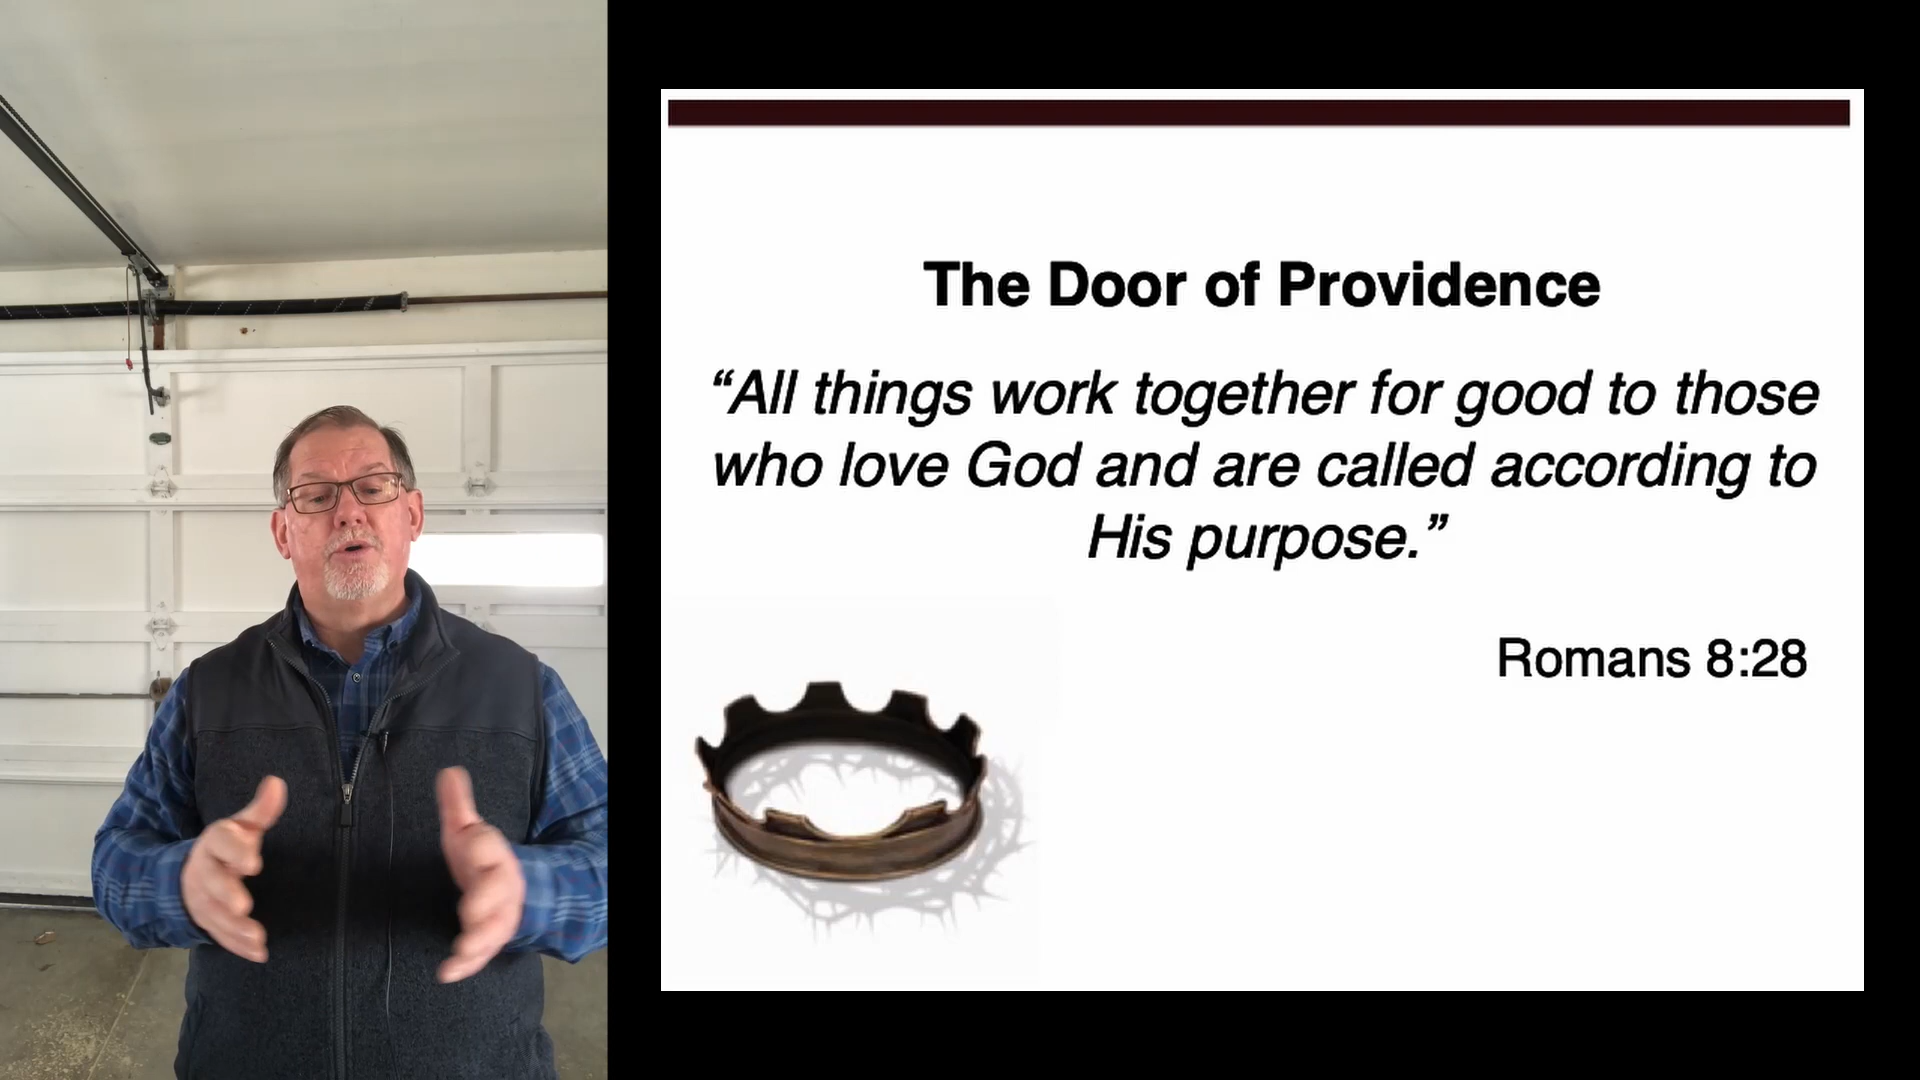 The Door of Providence
“All things work together for good to those
who love God and are called according to
His purpose.”
Romans 8:28